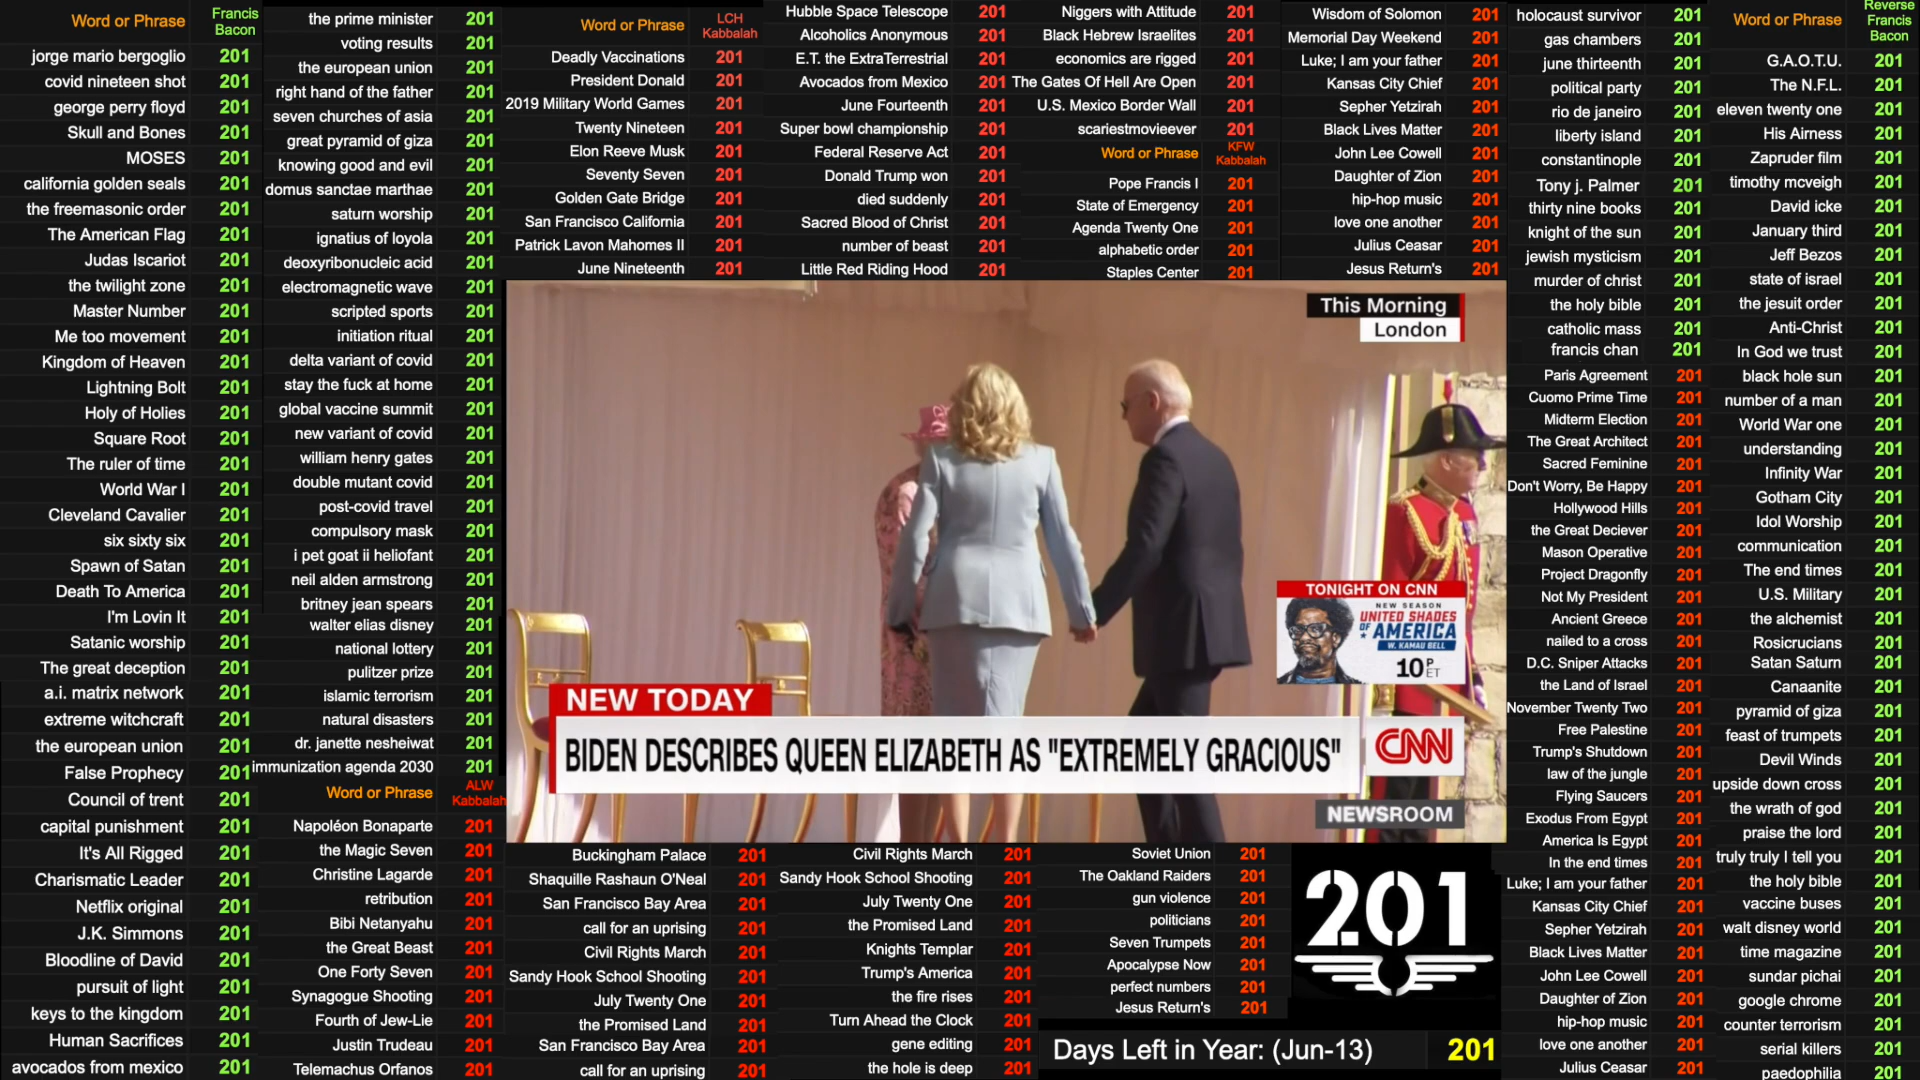 Word or Phrase Francis Bacon
jorge mario bergoglio 201
covid nineteen shot 201
george perry floyd 201
Skull and Bones 201
MOSES 201
california golden seals 201
the freemasonic order 201
The American Flag 201
Judas Iscariot 201
the twilight zone 201
Master Number 201
Me too movement 201
Kingdom of Heaven 201
Lightning Bolt 201
Holy of Holies 201
Square Root 201
The ruler of time 201
World War I 201
Cleveland Cavalier 201
six sixty six 201
Spawn of Satan 201
Death To America 201
I'm Lovin It 201
Satanic worship 201
The great deception 201
a.i. matrix network 201
extreme witchcraft 201
the european union 201
False Prophecy 201
Council of trent 201
capital punishment 201
It's All Rigged 201
Charismatic Leader 201
Netflix original 201
J.K. Simmons 201
Bloodline of David 201
pursuit of light 201
keys to the kingdom 201
Human Sacrifices 201
avocados from mexico 201
the prime minister 201
voting results 201
the european union 201
right hand of the father 201
seven churches of asia 201
great pyramid of giza 201
knowing good and evil 201
domus sanctae marthae 201
saturn worship 201
ignatius of loyola 201
deoxyribonucleic acid 201
electromagnetic wave 201
scripted sports 201
initiation ritual 201
delta variant of covid 201
stay the fuck at home 201
global vaccine summit 201
new variant of covid 201
william henry gates 201
double mutant covid 201
post-covid travel 201
compulsory mask 201
i pet goat ii heliofant 201
neil alden armstrong 201
britney jean spears 201
walter elias disney 201
national lottery 201
pulitzer prize 201
islamic terrorism 201
natural disasters 201
dr. janette nesheiwat 201
immunization agenda 2030 201
Word or Phrase ALW Kabbalah
Napoléon Bonaparte 201
the Magic Seven 201
Christine Lagarde 201
retribution 201
Bibi Netanyahu 201
the Great Beast 201
One Forty Seven 201
Synagogue Shooting 201
Fourth of Jew-Lie 201
Justin Trudeau 201
Telemachus Orfanos 201
Word or Phrase LCH Kabbalah
Deadly Vaccinations 201
President Donald 201
2019 Military World Games 201
Twenty Nineteen 201
Elon Reeve Musk 201
Seventy Seven 201
Golden Gate Bridge 201
San Francisco California 201
Patrick Lavon Mahomes II 201
June Nineteenth 201
Hubble Space Telescope 201
Alcoholics Anonymous 201
E.T. the ExtraTerrestrial 201
Avocados from Mexico 201
June Fourteenth 201
Super bowl championship 201
Federal Reserve Act 201
Donald Trump won 201
died suddenly 201
Sacred Blood of Christ 201
number of beast 201
Little Red Riding Hood 201
Niggers with Attitude 201
Black Hebrew Israelites 201
economics are rigged 201
The Gates Of Hell Are Open 201
U.S. Mexico Border Wall 201
scariestmovieever 201
Word or Phrase KFW Kabbalah
Pope Francis I 201
State of Emergency 201
Agenda Twenty One 201
alphabetic order 201
Staples Center 201
Wisdom of Solomon 201
Memorial Day Weekend 201
Luke; I am your father 201
Kansas City Chief 201
Sepher Yetzirah 201
Black Lives Matter 201
John Lee Cowell 201
Daughter of Zion 201
hip-hop music 201
love one another 201
Julius Ceasar 201
Jesus Return's 201
This Morning
London
TONIGHT ON CNN
NEW SEASON
UNITED SHADES
OF AMERICA
W. KAMAU BELL
10P ET
NEW TODAY
BIDEN DESCRIBES QUEEN ELIZABETH AS "EXTREMELY GRACIOUS"
CNN
NEWSROOM
Buckingham Palace 201
Shaquille Rashaun O'Neal 201
San Francisco Bay Area 201
call for an uprising 201
Civil Rights March 201
Sandy Hook School Shooting 201
July Twenty One 201
the Promised Land 201
San Francisco Bay Area 201
call for an uprising 201
Civil Rights March 201
Sandy Hook School Shooting 201
July Twenty One 201
the Promised Land 201
Knights Templar 201
Trump's America 201
the fire rises 201
Turn Ahead the Clock 201
gene editing 201
the hole is deep 201
Soviet Union 201
The Oakland Raiders 201
gun violence 201
politicians 201
Seven Trumpets 201
Apocalypse Now 201
perfect numbers 201
Jesus Return's 201
201
Days Left in Year: (Jun-13) 201
holocaust survivor 201
gas chambers 201
june thirteenth 201
political party 201
rio de janeiro 201
liberty island 201
constantinople 201
Tony j. Palmer 201
thirty nine books 201
knight of the sun 201
jewish mysticism 201
murder of christ 201
the holy bible 201
catholic mass 201
francis chan 201
Paris Agreement 201
Cuomo Prime Time 201
Midterm Election 201
The Great Architect 201
Sacred Feminine 201
Don't Worry, Be Happy 201
Hollywood Hills 201
the Great Deciever 201
Mason Operative 201
Project Dragonfly 201
Not My President 201
Ancient Greece 201
nailed to a cross 201
D.C. Sniper Attacks 201
the Land of Israel 201
November Twenty Two 201
Free Palestine 201
Trump's Shutdown 201
law of the jungle 201
Flying Saucers 201
Exodus From Egypt 201
America Is Egypt 201
In the end times 201
Luke; I am your father 201
Kansas City Chief 201
Sepher Yetzirah 201
Black Lives Matter 201
John Lee Cowell 201
Daughter of Zion 201
hip-hop music 201
love one another 201
Julius Ceasar 201
Word or Phrase Reverse Francis Bacon
G.A.O.T.U. 201
The N.F.L. 201
eleven twenty one 201
His Airness 201
Zapruder film 201
timothy mcveigh 201
David icke 201
January third 201
Jeff Bezos 201
state of israel 201
the jesuit order 201
Anti-Christ 201
In God we trust 201
black hole sun 201
number of a man 201
World War one 201
understanding 201
Infinity War 201
Gotham City 201
Idol Worship 201
communication 201
The end times 201
U.S. Military 201
the alchemist 201
Rosicrucians 201
Satan Saturn 201
Canaanite 201
pyramid of giza 201
feast of trumpets 201
Devil Winds 201
upside down cross 201
the wrath of god 201
praise the lord 201
truly truly I tell you 201
the holy bible 201
vaccine buses 201
walt disney world 201
time magazine 201
sundar pichai 201
google chrome 201
counter terrorism 201
serial killers 201
paedophilia 201